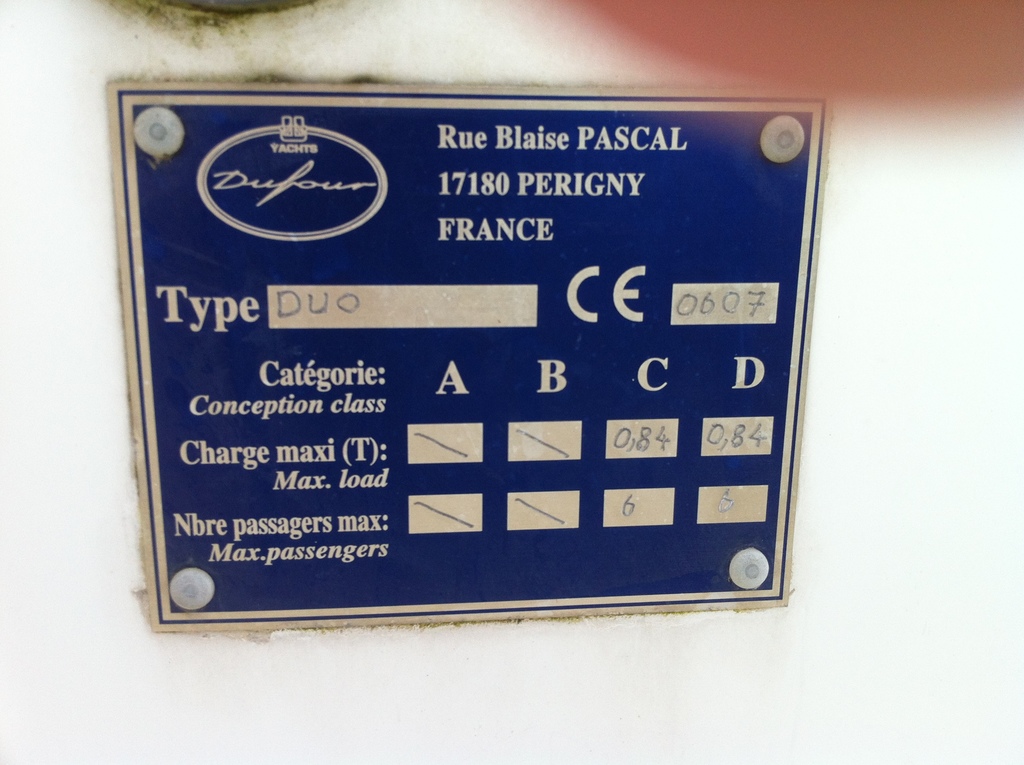 YACHTS
Dufour
Rue Blaise PASCAL
17180 PERIGNY
FRANCE
Type DUO CE 0607
Catégorie: A B C D
Conception class
Charge maxi (T): \ \ 0,84 0,84
Max. load
Nbre passagers max: \ \ 6 6
Max.passengers